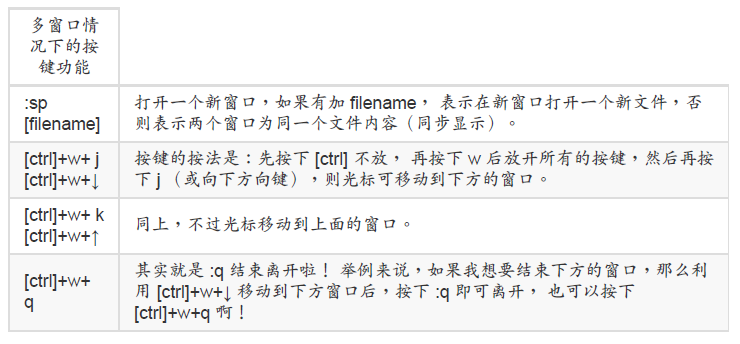 多窗口情
况下的按
键功能
:sp
[filename]
打开一个新窗口，如果有加 filename， 表示在新窗口打开一个新文件，否
则表示两个窗口为同一个文件内容（同步显示）。
[ctrl]+w+ j
[ctrl]+w+↓
按键的按法是：先按下 [ctrl] 不放， 再按下 w 后放开所有的按键，然后再按
下 j （或向下方向键），则光标可移动到下方的窗口。
[ctrl]+w+ k
[ctrl]+w+↑
同上，不过光标移动到上面的窗口。
[ctrl]+w+
q
其实就是 :q 结束离开啦！ 举例来说，如果我想要结束下方的窗口，那么利
用 [ctrl]+w+↓ 移动到下方窗口后，按下 :q 即可离开， 也可以按下
[ctrl]+w+q 啊！